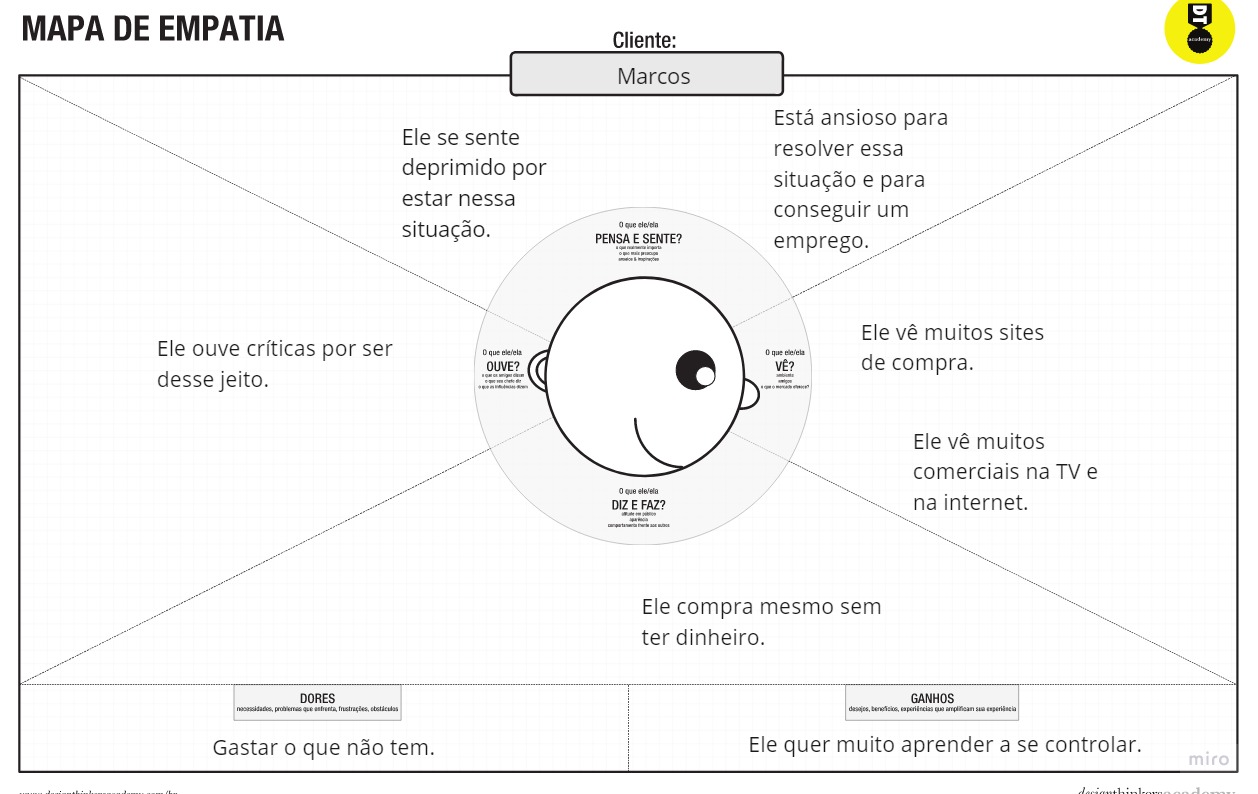 MAPA DE EMPATIA
DT
academy
Cliente:
Marcos
Ele se sente
deprimido por
estar nessa
situação.
Está ansioso para
resolver essa
situação e para
conseguir um
emprego.
O que ele/ela
PENSA E SENTE?
o que realmente importa
o que mais preocupa
anseios & inspirações
Ele ouve críticas por ser
desse jeito.
O que ele/ela
OUVE?
o que os amigos dizem
o que seu chefe diz
o que as influências dizem
O que ele/ela
VÊ?
ambiente
amigos
o que o mercado oferece?
Ele vê muitos sites
de compra.
Ele vê muitos
comerciais na TV e
na internet.
O que ele/ela
DIZ E FAZ?
atitude em público
aparência
comportamento frente aos outros
Ele compra mesmo sem
ter dinheiro.
DORES
necessidades, problemas que enfrenta, frustrações, obstáculos
Gastar o que não tem.
GANHOS
desejos, benefícios, experiências que amplificam sua experiência
Ele quer muito aprender a se controlar.
miro
www.designthinkersacademy.com/br
designthinkersacademy